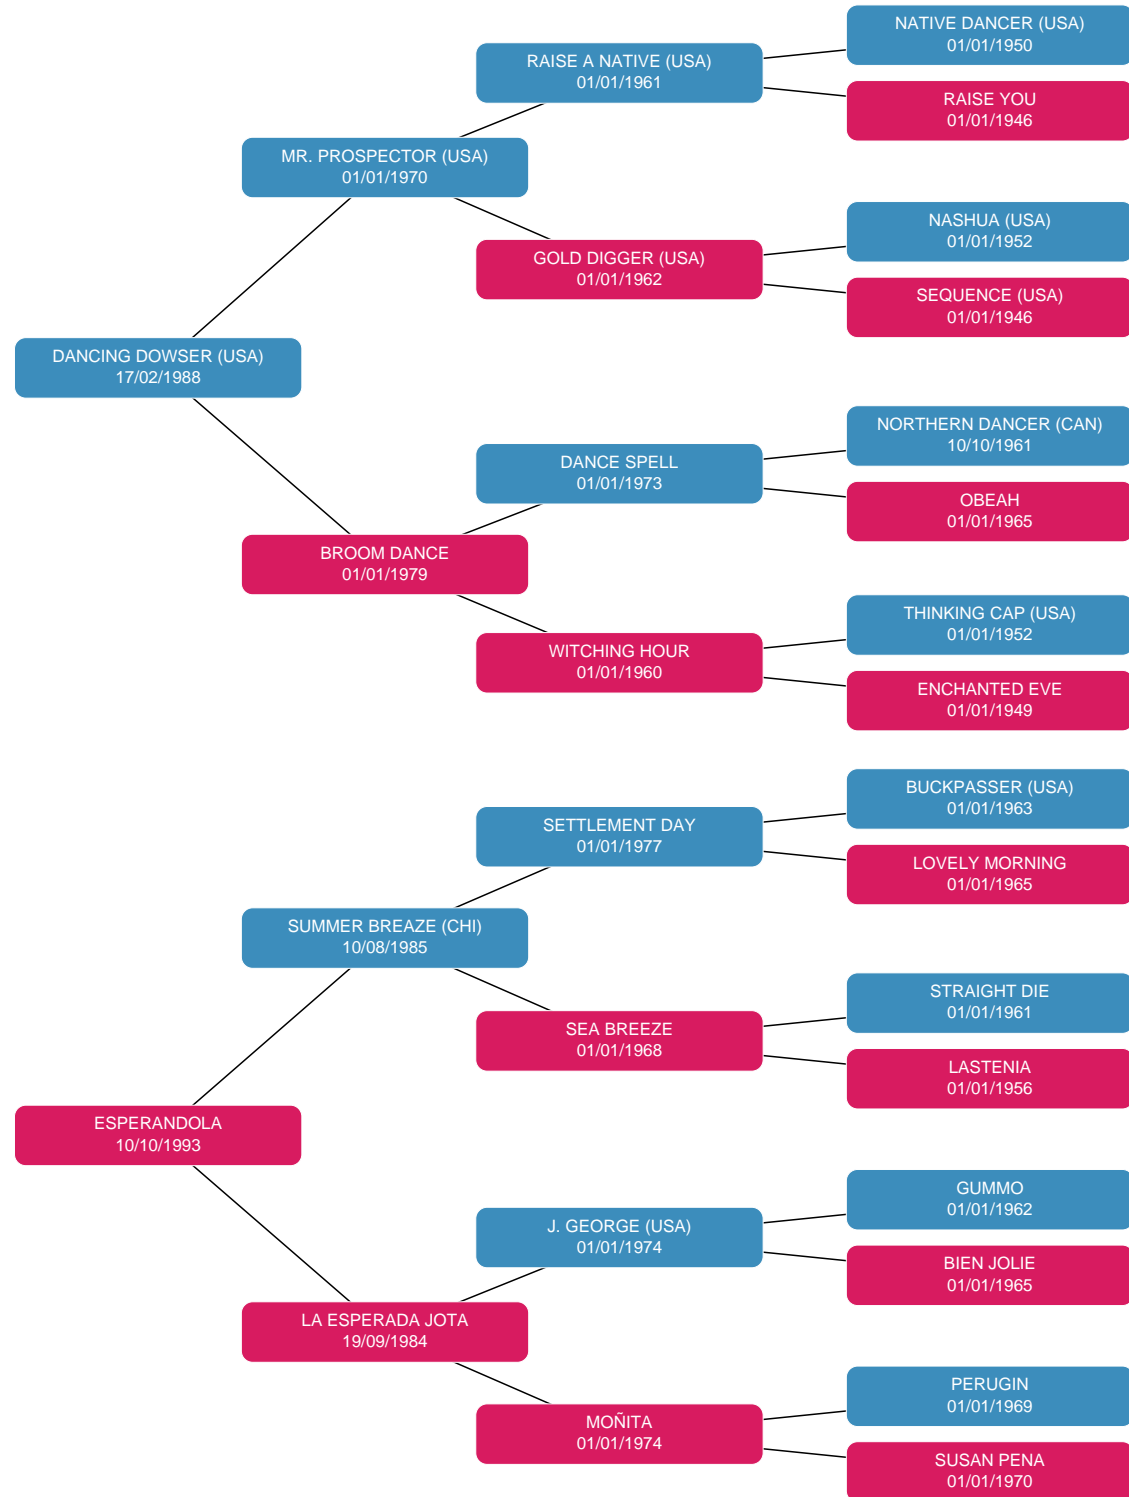 NATIVE DANCER (USA)
01/01/1950
RAISE A NATIVE (USA)
01/01/1961
RAISE YOU
01/01/1946
MR. PROSPECTOR (USA)
01/01/1970
NASHUA (USA)
01/01/1952
GOLD DIGGER (USA)
01/01/1962
SEQUENCE (USA)
01/01/1946
DANCING DOWSER (USA)
17/02/1988
NORTHERN DANCER (CAN)
10/10/1961
DANCE SPELL
01/01/1973
OBEAH
01/01/1965
BROOM DANCE
01/01/1979
THINKING CAP (USA)
01/01/1952
WITCHING HOUR
01/01/1960
ENCHANTED EVE
01/01/1949
BUCKPASSER (USA)
01/01/1963
SETTLEMENT DAY
01/01/1977
LOVELY MORNING
01/01/1965
SUMMER BREAZE (CHI)
10/08/1985
STRAIGHT DIE
01/01/1961
SEA BREEZE
01/01/1968
LASTENIA
01/01/1956
ESPERANDOLA
10/10/1993
GUMMO
01/01/1962
J. GEORGE (USA)
01/01/1974
BIEN JOLIE
01/01/1965
LA ESPERADA JOTA
19/09/1984
PERUGIN
01/01/1969
MOÑITA
01/01/1974
SUSAN PENA
01/01/1970